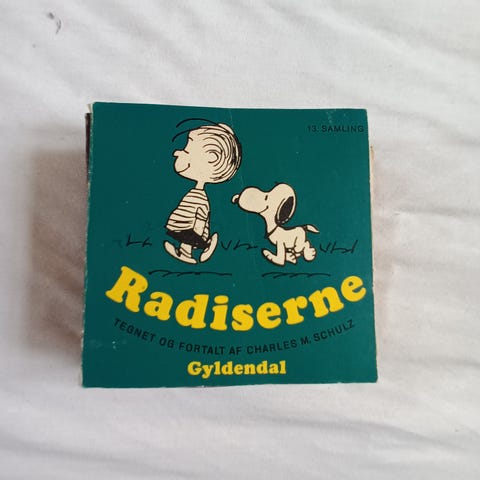 13. SAMLING
Radiserne
TEGNET OG FORTALT AF CHARLES M. SCHULZ
Gyldendal